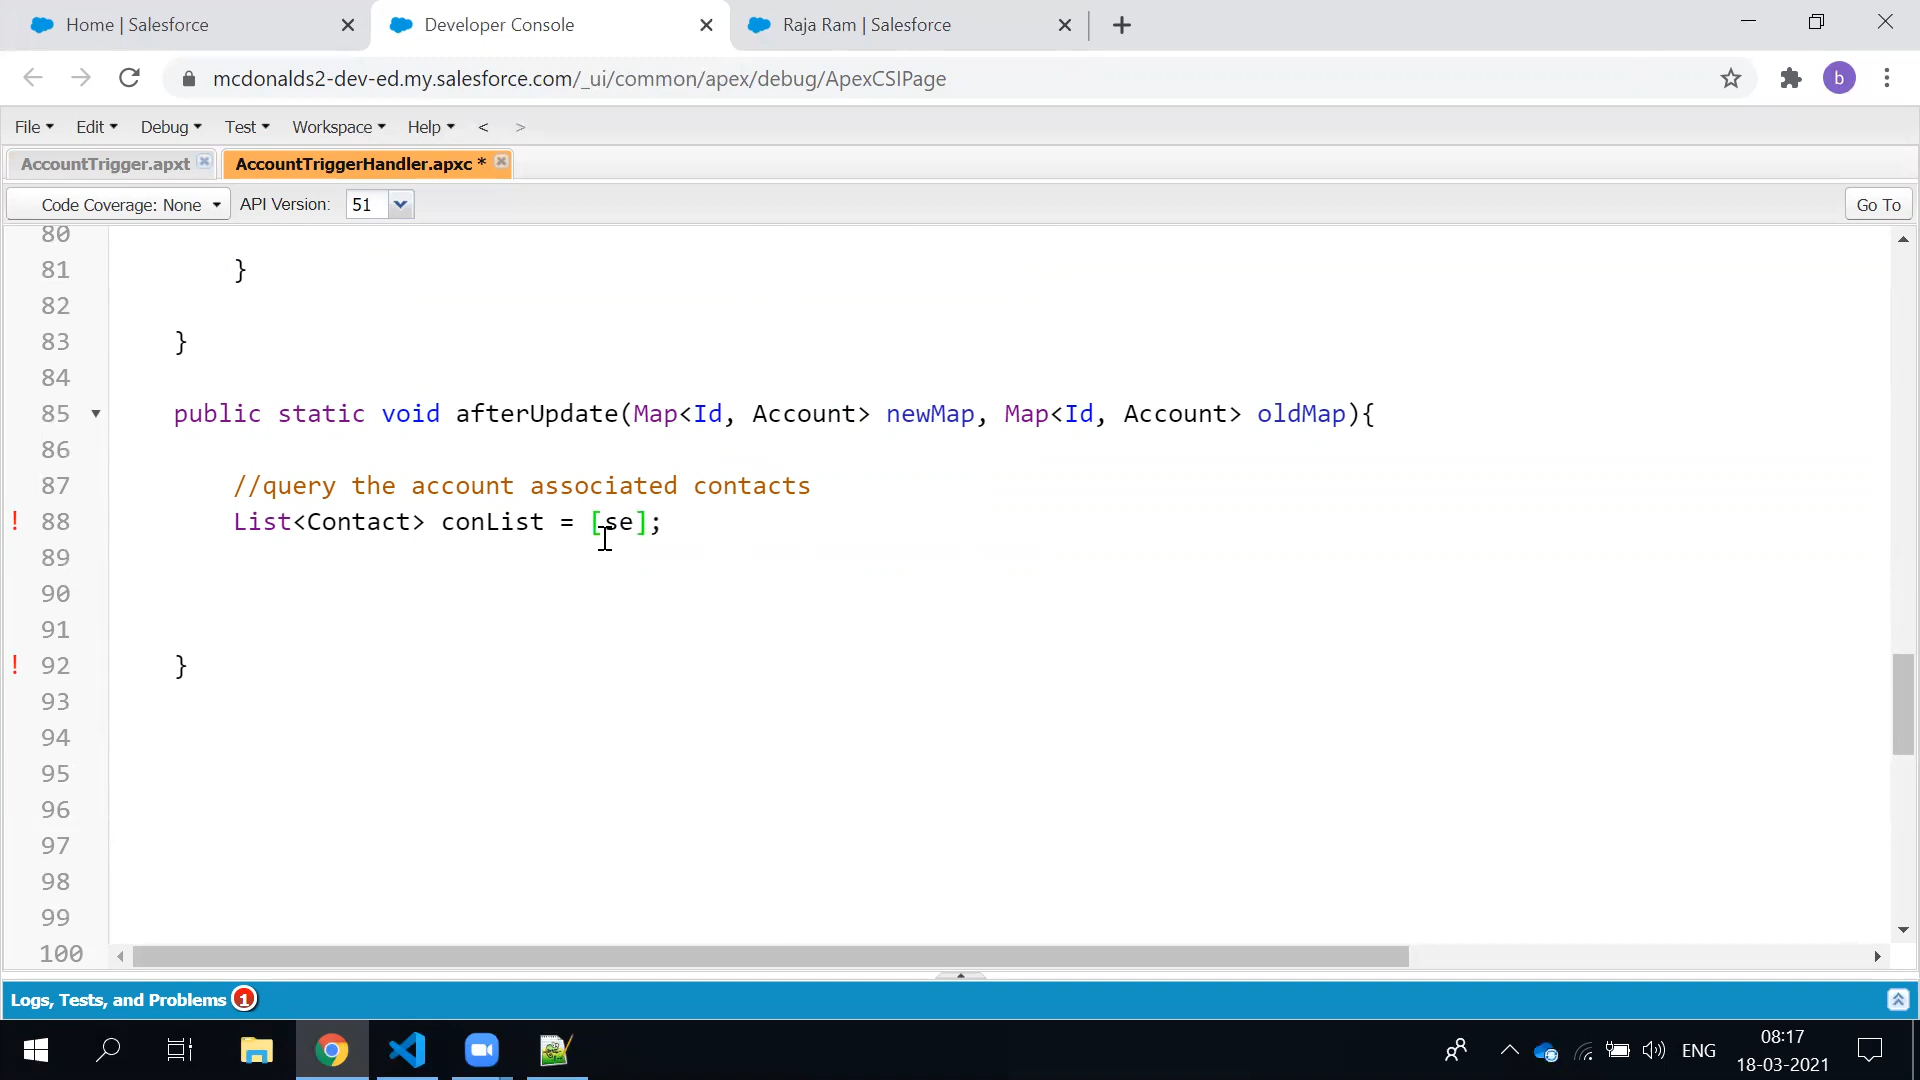 Home | Salesforce
Developer Console
Raja Ram | Salesforce
mcdonalds2-dev-ed.my.salesforce.com/_ui/common/apex/debug/ApexCSIPage
b
File Edit Debug Test Workspace Help < >
AccountTrigger.apxt
AccountTriggerHandler.apxc *
Code Coverage: None API Version: 51 Go To
80
81 }
82
83 }
84
85 public static void afterUpdate(Map<Id, Account> newMap, Map<Id, Account> oldMap){
86
87 //query the account associated contacts
! 88 List<Contact> conList = [se];
89
90
91
! 92 }
93
94
95
96
97
98
99
100
Logs, Tests, and Problems 1
ENG
08:17
18-03-2021